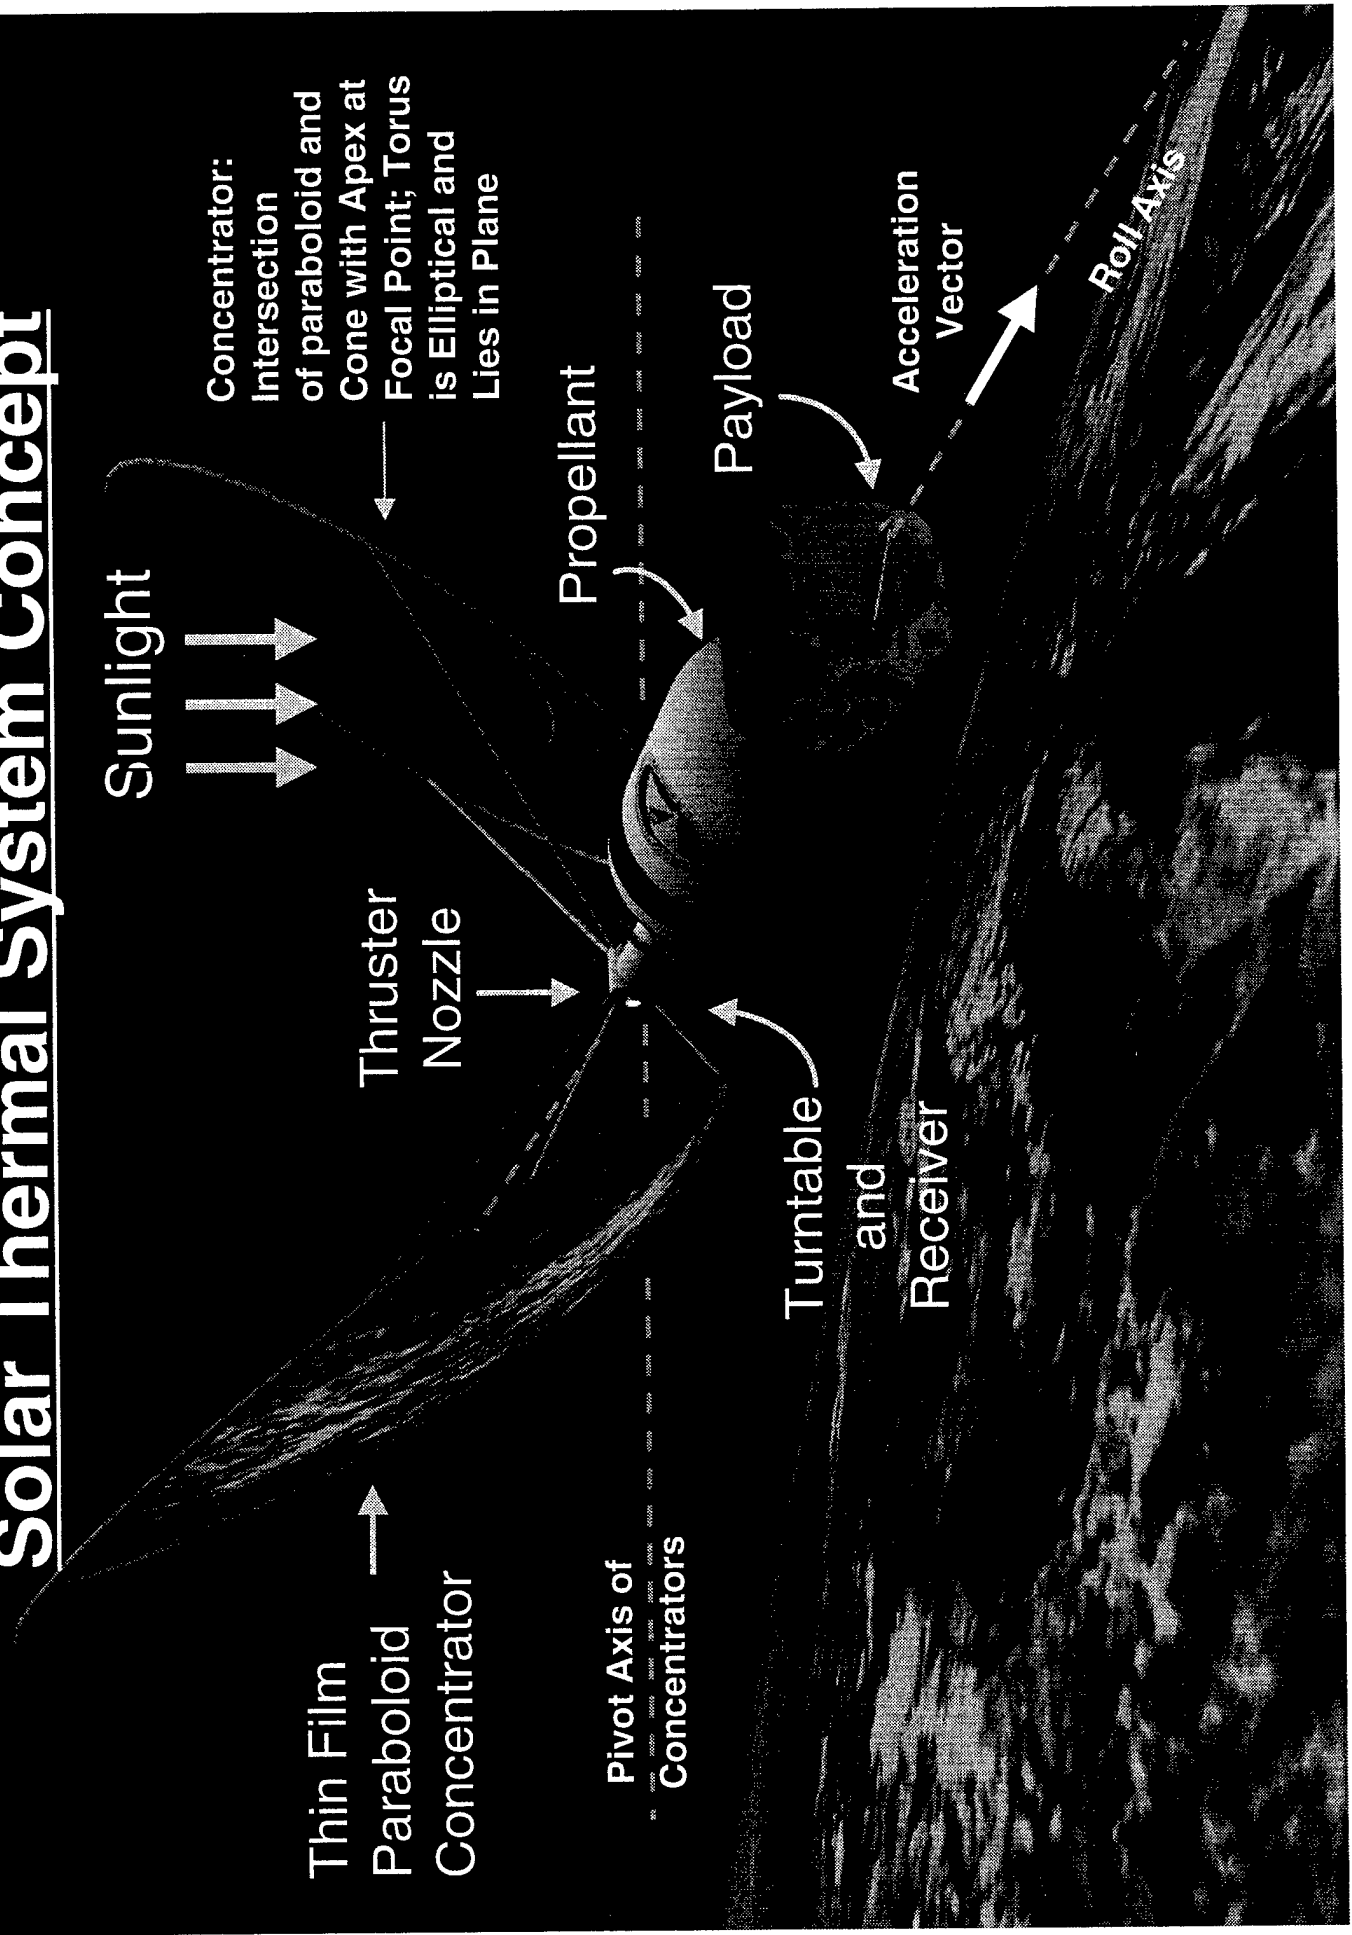 Solar Thermal System Concept
Sunlight
Concentrator:
Intersection
of paraboloid and
Cone with Apex at
Focal Point; Torus
is Elliptical and
Lies in Plane
Thruster
Nozzle
Thin Film
Paraboloid
Concentrator
Propellant
Pivot Axis of
Concentrators
Payload
Turntable
and
Receiver
Acceleration
Vector
Roll Axis